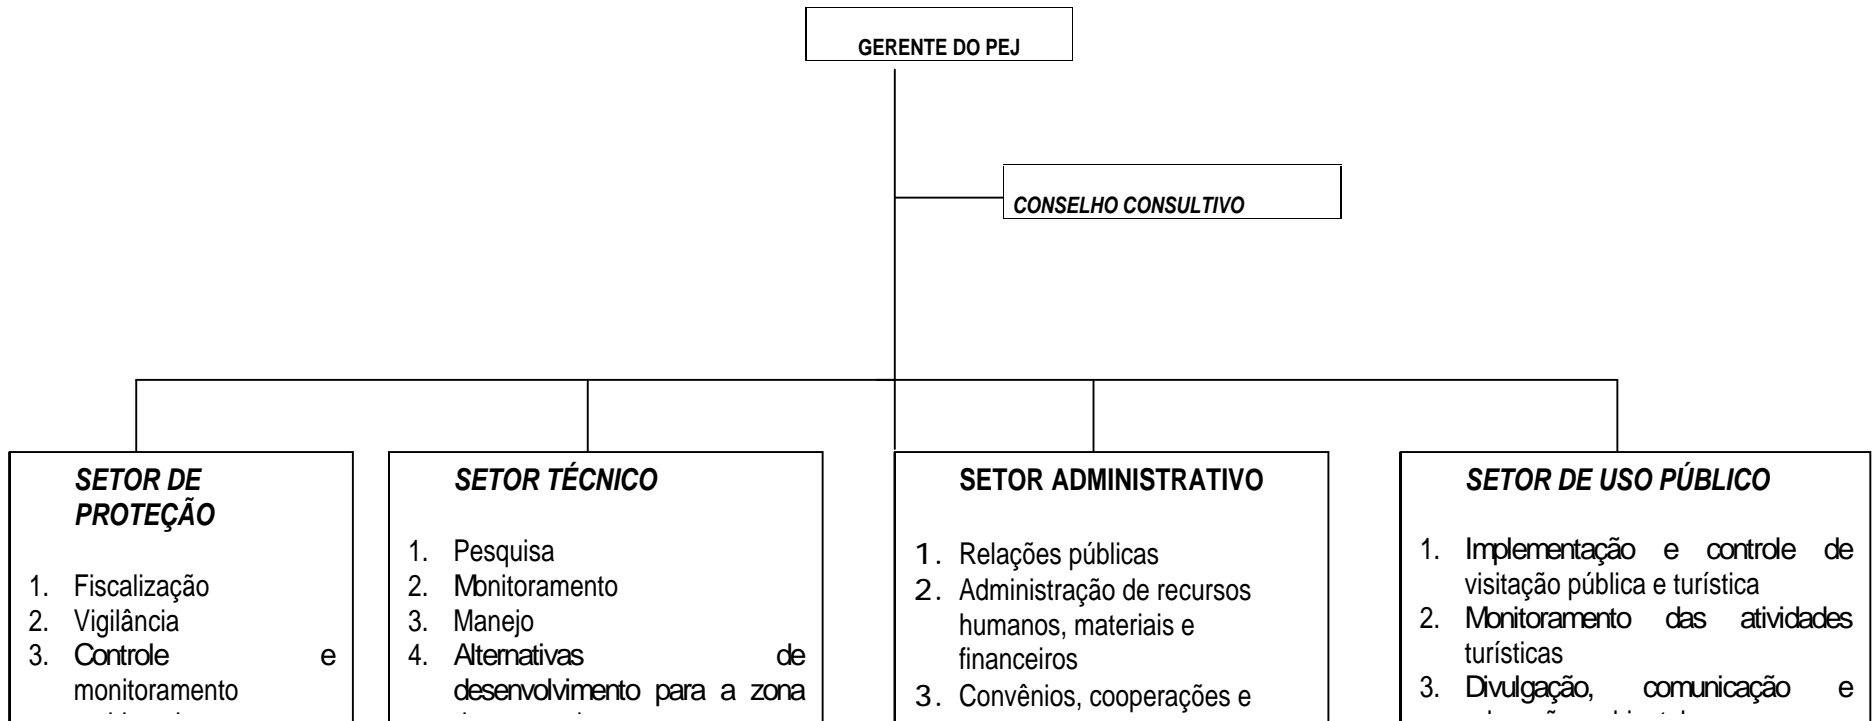 GERENTE DO PEJ
CONSELHO CONSULTIVO
SETOR DE
PROTEÇÃO
1. Fiscalização
2. Vigilância
3. Controle e
monitoramento
SETOR TÉCNICO
1. Pesquisa
2. Monitoramento
3. Manejo
4. Alternativas de
desenvolvimento para a zona
SETOR ADMINISTRATIVO
1. Relações públicas
2. Administração de recursos
humanos, materiais e
financeiros
3. Convênios, cooperações e
SETOR DE USO PÚBLICO
1. Implementação e controle de
visitação pública e turística
2. Monitoramento das atividades
turísticas
3. Divulgação, comunicação e